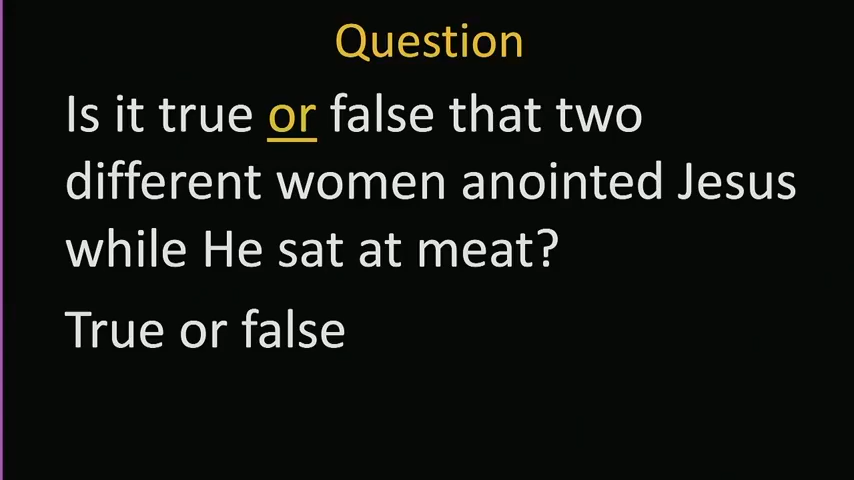 Question
Is it true or false that two
different women anointed Jesus
while He sat at meat?
True or false